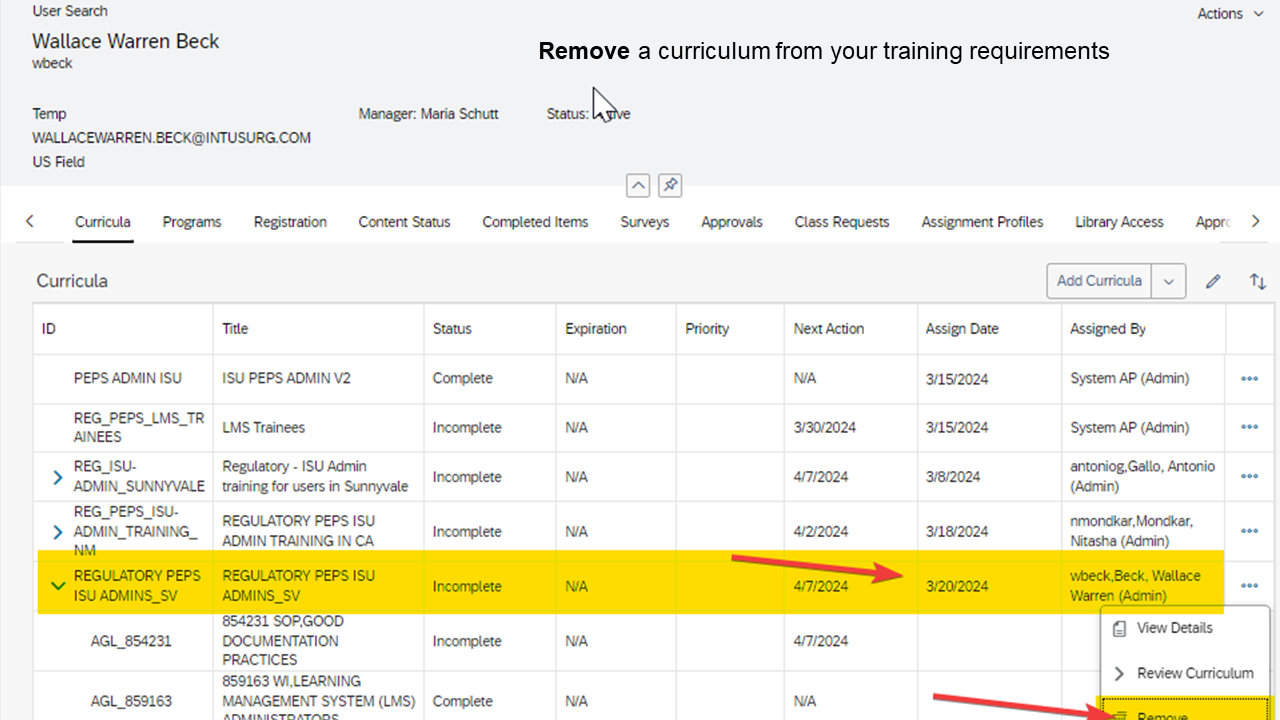 User Search
Actions
Wallace Warren Beck
Remove a curriculum from your training requirements
wbeck
Temp
Manager: Maria Schutt
Status:
WALLACEWARREN.BECK@INTUSURG.COM
US Field
Curricula Programs Registration Content Status Completed Items Surveys Approvals Class Requests Assignment Profiles Library Access
Curricula
Add Curricula
ID Title Status Expiration Priority Next Action Assign Date Assigned By
PEPS ADMIN ISU ISU PEPS ADMIN V2 Complete N/A N/A 3/15/2024 System AP (Admin)
REG_PEPS_LMS_TR
AINEES
LMS Trainees Incomplete N/A 3/30/2024 3/15/2024 System AP (Admin)
REG_ISU-
ADMIN_SUNNYVALE
Regulatory - ISU Admin
training for users in Sunnyvale
Incomplete N/A 4/7/2024 3/8/2024
antoniog,Gallo, Antonio
(Admin)
REG_PEPS_ISU-
ADMIN_TRAINING_
NM
REGULATORY PEPS ISU
ADMIN TRAINING IN CA
Incomplete N/A 4/2/2024 3/18/2024
nmondkar,Mondkar,
Nitasha (Admin)
REGULATORY PEPS
ISU ADMINS_SV
REGULATORY PEPS ISU
ADMINS_SV
Incomplete N/A 4/7/2024 3/20/2024
wbeck,Beck, Wallace
Warren (Admin)
AGL_854231
854231 SOP,GOOD
DOCUMENTATION
PRACTICES
Incomplete N/A 4/7/2024
AGL_859163
859163 WI,LEARNING
MANAGEMENT SYSTEM (LMS)
ADMINISTRATORS
Complete N/A N/A
View Details
Review Curriculum
Remove